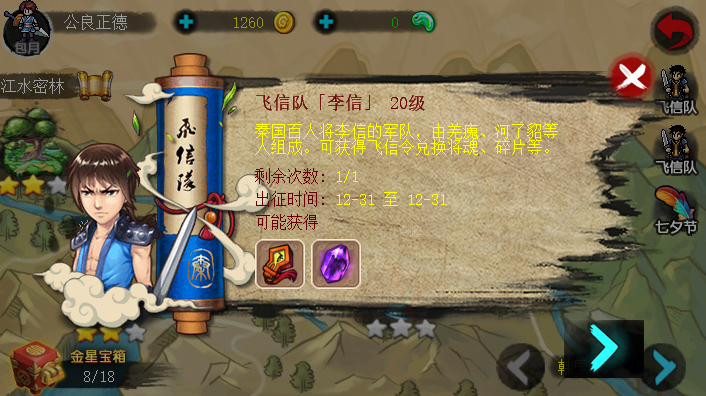 公良正德
1260
0
包月
江水密林
飞信队「李信」 20级
秦国百人将李信的军队，由羌魔、河了貂等
人组成。可获得飞信令兑换将魂、碎片等。
剩余次数: 1/1
出征时间: 12-31 至 12-31
可能获得
飛信隊
秦
飞信队
飞信队
七夕节
金星宝箱
8/18